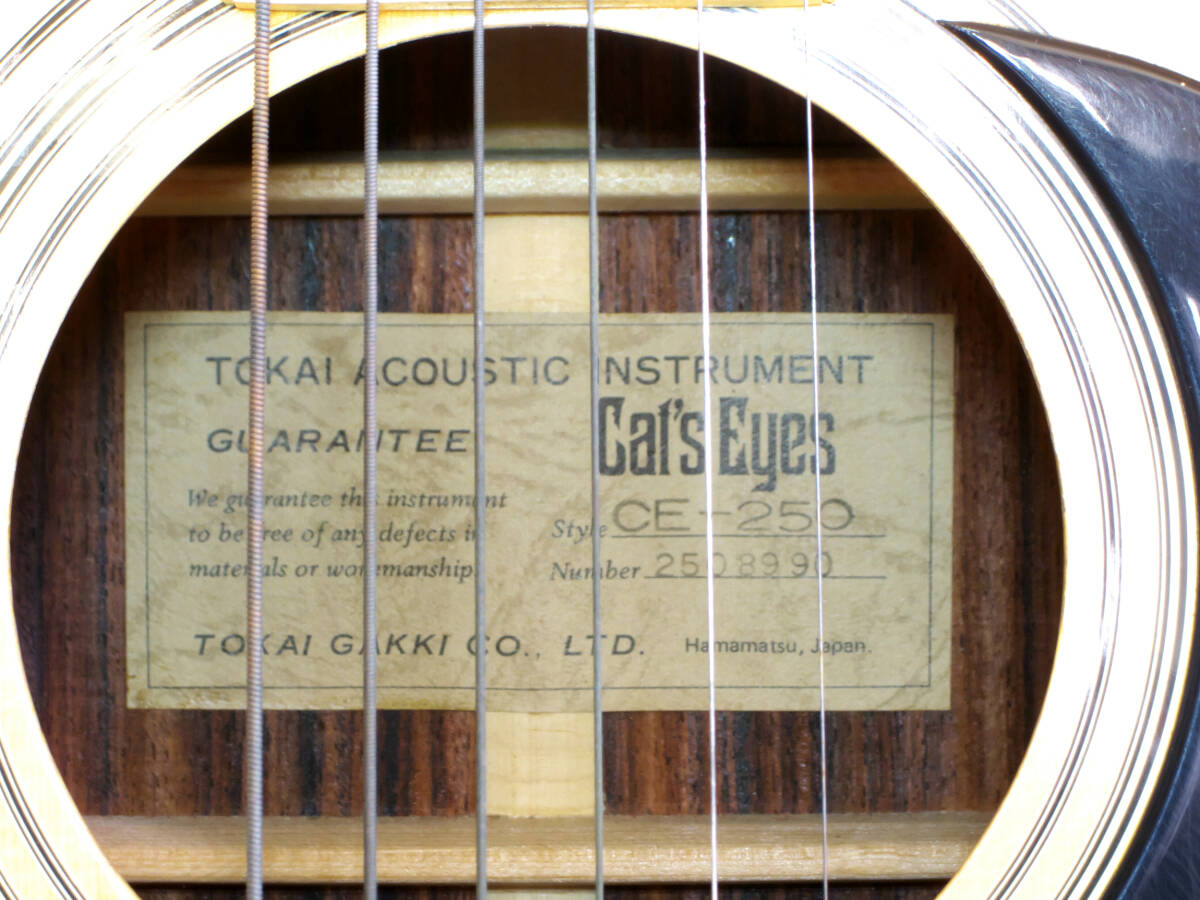 TOKAI ACOUSTIC INSTRUMENT
GUARANTEE
Cat's Eyes
We guarantee this instrument
to be free of any defects in
materials or workmanship.
Style CE-250
Number 2508990
TOKAI GAKKI CO., LTD. Hamamatsu, Japan.